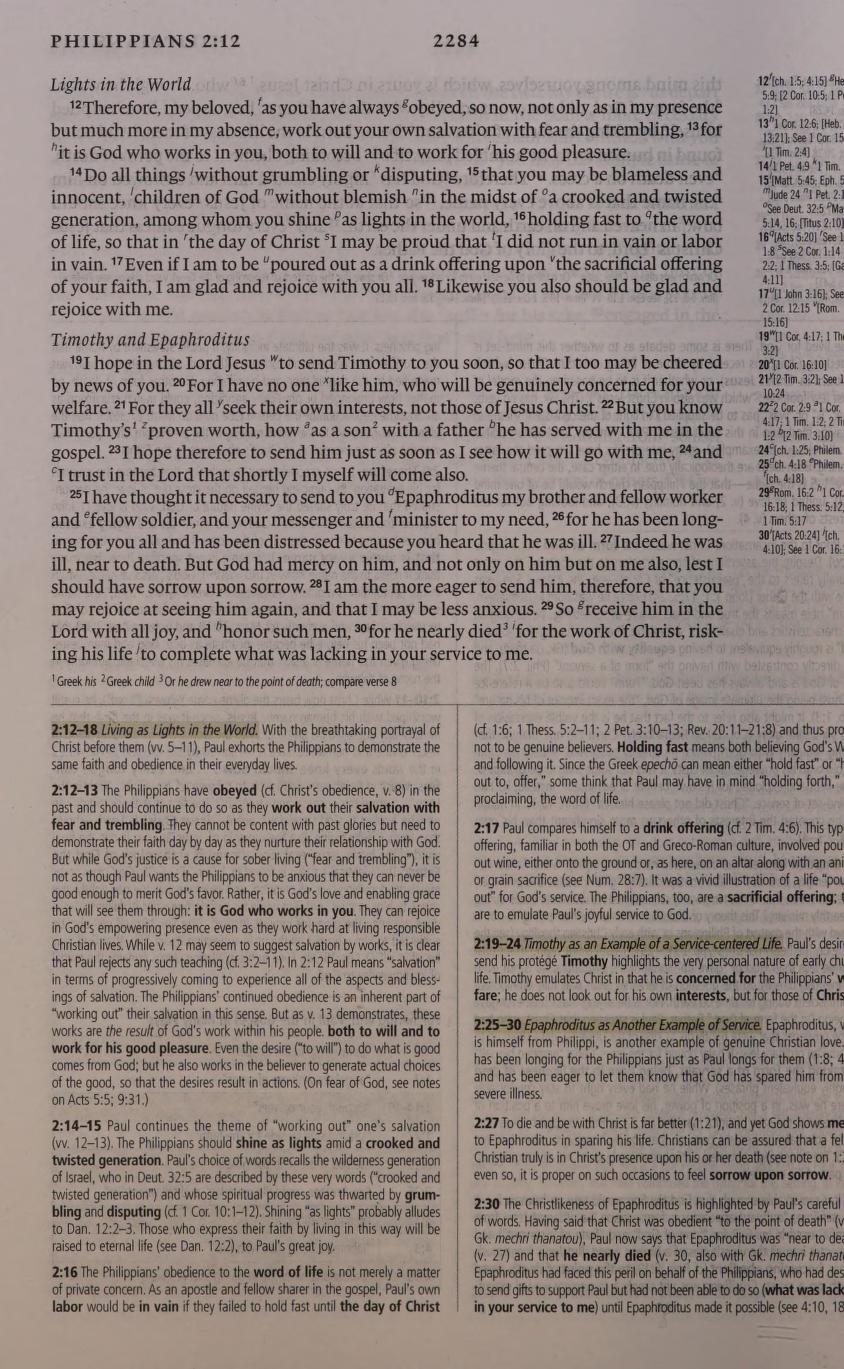 PHILIPPIANS 2:12
2284
Lights in the World
12Therefore, my beloved, fas you have always gobeyed, so now, not only as in my presence
but much more in my absence, work out your own salvation with fear and trembling, 13for
hit is God who works in you, both to will and to work for ihis good pleasure.
14Do all things jwithout grumbling or kdisputing, 15that you may be blameless and
innocent, lchildren of God mwithout blemish nin the midst of oa crooked and twisted
generation, among whom you shine pas lights in the world, 16holding fast to qthe word
of life, so that in rthe day of Christ sI may be proud that tI did not run in vain or labor
in vain. 17Even if I am to be upoured out as a drink offering upon vthe sacrificial offering
of your faith, I am glad and rejoice with you all. 18Likewise you also should be glad and
rejoice with me.
Timothy and Epaphroditus
19I hope in the Lord Jesus wto send Timothy to you soon, so that I too may be cheered
by news of you. 20For I have no one xlike him, who will be genuinely concerned for your
welfare. 21For they all yseek their own interests, not those of Jesus Christ. 22But you know
Timothy's1 zproven worth, how aas a son2 with a father bhe has served with me in the
gospel. 23I hope therefore to send him just as soon as I see how it will go with me, 24and
cI trust in the Lord that shortly I myself will come also.
25I have thought it necessary to send to you dEpaphroditus my brother and fellow worker
and efellow soldier, and your messenger and fminister to my need, 26for he has been long-
ing for you all and has been distressed because you heard that he was ill. 27Indeed he was
ill, near to death. But God had mercy on him, and not only on him but on me also, lest I
should have sorrow upon sorrow. 28I am the more eager to send him, therefore, that you
may rejoice at seeing him again, and that I may be less anxious. 29So greceive him in the
Lord with all joy, and hhonor such men, 30for he nearly died3 ifor the work of Christ, risk-
ing his life jto complete what was lacking in your service to me.
1 Greek his 2 Greek child 3 Or he drew near to the point of death; compare verse 8
12f[ch. 1:5; 4:15] gHe
5:9; [2 Cor. 10:5; 1 P
1:2]
13h1 Cor. 12:6; [Heb.
13:21]; See 1 Cor. 15
i[1 Tim. 2:4]
14j1 Pet. 4:9 k1 Tim.
15l[Matt. 5:45; Eph. 5
mJude 24 n1 Pet. 2:1
oSee Deut. 32:5 pMa
5:14, 16; [Titus 2:10]
16q[Acts 5:20] rSee 1
1:8 sSee 2 Cor. 1:14
2:2; 1 Thess. 3:5; [Ga
4:11]
17u[1 John 3:16]; See
2 Cor. 12:15 v[Rom.
15:16]
19w[1 Cor. 4:17; 1 Th
3:2]
20x[1 Cor. 16:10]
21y[2 Tim. 3:2]; See 1
10:24
22z2 Cor. 2:9 a1 Cor.
4:17; 1 Tim. 1:2; 2 Ti
1:2 b[2 Tim. 3:10]
24c[ch. 1:25; Philem.
25dch. 4:18 ePhilem.
f[ch. 4:18]
29gRom. 16:2 h1 Cor.
16:18; 1 Thess. 5:12,
1 Tim. 5:17
30i[Acts 20:24] j[ch.
4:10]; See 1 Cor. 16:
2:12–18 Living as Lights in the World. With the breathtaking portrayal of
Christ before them (vv. 5–11), Paul exhorts the Philippians to demonstrate the
same faith and obedience in their everyday lives.
2:12–13 The Philippians have obeyed (cf. Christ's obedience, v. 8) in the
past and should continue to do so as they work out their salvation with
fear and trembling. They cannot be content with past glories but need to
demonstrate their faith day by day as they nurture their relationship with God.
But while God's justice is a cause for sober living ("fear and trembling"), it is
not as though Paul wants the Philippians to be anxious that they can never be
good enough to merit God's favor. Rather, it is God's love and enabling grace
that will see them through: it is God who works in you. They can rejoice
in God's empowering presence even as they work hard at living responsible
Christian lives. While v. 12 may seem to suggest salvation by works, it is clear
that Paul rejects any such teaching (cf. 3:2–11). In 2:12 Paul means "salvation"
in terms of progressively coming to experience all of the aspects and bless-
ings of salvation. The Philippians' continued obedience is an inherent part of
"working out" their salvation in this sense. But as v. 13 demonstrates, these
works are the result of God's work within his people. both to will and to
work for his good pleasure. Even the desire ("to will") to do what is good
comes from God; but he also works in the believer to generate actual choices
of the good, so that the desires result in actions. (On fear of God, see notes
on Acts 5:5; 9:31.)
2:14–15 Paul continues the theme of "working out" one's salvation
(vv. 12–13). The Philippians should shine as lights amid a crooked and
twisted generation. Paul's choice of words recalls the wilderness generation
of Israel, who in Deut. 32:5 are described by these very words ("crooked and
twisted generation") and whose spiritual progress was thwarted by grum-
bling and disputing (cf. 1 Cor. 10:1–12). Shining "as lights" probably alludes
to Dan. 12:2–3. Those who express their faith by living in this way will be
raised to eternal life (see Dan. 12:2), to Paul's great joy.
2:16 The Philippians' obedience to the word of life is not merely a matter
of private concern. As an apostle and fellow sharer in the gospel, Paul's own
labor would be in vain if they failed to hold fast until the day of Christ
(cf. 1:6; 1 Thess. 5:2–11; 2 Pet. 3:10–13; Rev. 20:11–21:8) and thus pro
not to be genuine believers. Holding fast means both believing God's W
and following it. Since the Greek epechō can mean either "hold fast" or "h
out to, offer," some think that Paul may have in mind "holding forth,"
proclaiming, the word of life.
2:17 Paul compares himself to a drink offering (cf. 2 Tim. 4:6). This typ
offering, familiar in both the OT and Greco-Roman culture, involved pou
out wine, either onto the ground or, as here, on an altar along with an ani
or grain sacrifice (see Num. 28:7). It was a vivid illustration of a life "pou
out" for God's service. The Philippians, too, are a sacrificial offering; t
are to emulate Paul's joyful service to God.
2:19–24 Timothy as an Example of a Service-centered Life. Paul's desir
send his protégé Timothy highlights the very personal nature of early chu
life. Timothy emulates Christ in that he is concerned for the Philippians' w
fare; he does not look out for his own interests, but for those of Chris
2:25–30 Epaphroditus as Another Example of Service. Epaphroditus, w
is himself from Philippi, is another example of genuine Christian love.
has been longing for the Philippians just as Paul longs for them (1:8; 4
and has been eager to let them know that God has spared him from
severe illness.
2:27 To die and be with Christ is far better (1:21), and yet God shows me
to Epaphroditus in sparing his life. Christians can be assured that a fel
Christian truly is in Christ's presence upon his or her death (see note on 1:2
even so, it is proper on such occasions to feel sorrow upon sorrow.
2:30 The Christlikeness of Epaphroditus is highlighted by Paul's careful
of words. Having said that Christ was obedient "to the point of death" (v
Gk. mechri thanatou), Paul now says that Epaphroditus was "near to dea
(v. 27) and that he nearly died (v. 30, also with Gk. mechri thanat
Epaphroditus had faced this peril on behalf of the Philippians, who had des
to send gifts to support Paul but had not been able to do so (what was lack
in your service to me) until Epaphroditus made it possible (see 4:10, 18